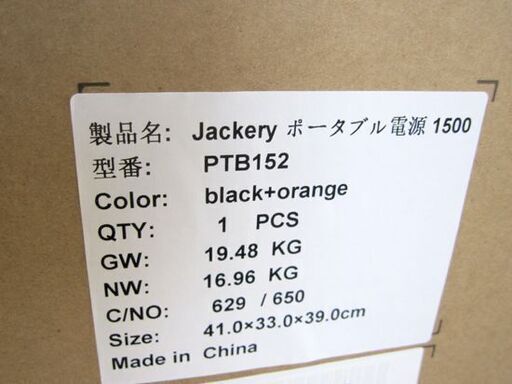 製品名: Jackery ポータブル電源 1500
型番: PTB152
Color: black+orange
QTY: 1 PCS
GW: 19.48 KG
NW: 16.96 KG
C/NO: 629 / 650
Size: 41.0×33.0×39.0cm
Made in China